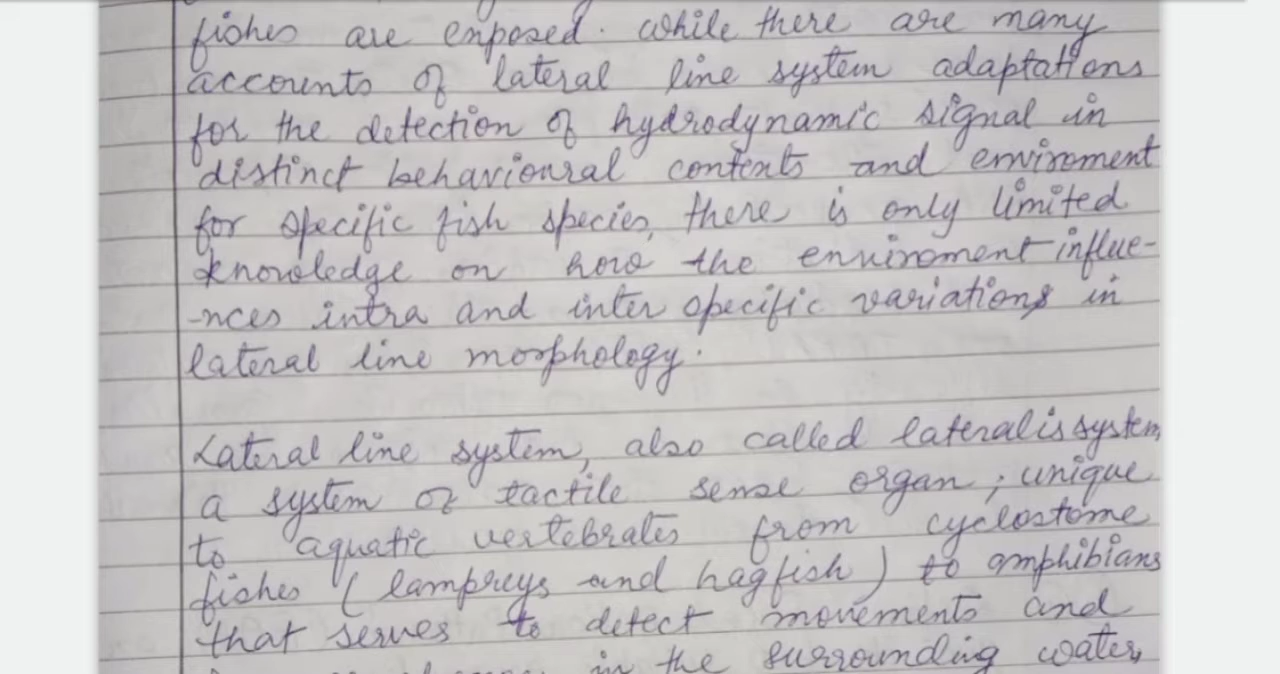 fishes are exposed. while there are many
accounts of lateral line system adaptations
for the detection of hydrodynamic signal in
distinct behavioural contexts and enviroment
for specific fish species, there is only limited
knowledge on how the enviroment influe-
-nces intra and inter specific variations in
lateral line morphology.
Lateral line system, also called lateralis system,
a system of tactile sense organ; unique
to aquatic vertebrates from cyclostome
fishes (lampreys and hagfish) to amphibians
that serves to detect movements and
in the surrounding water,